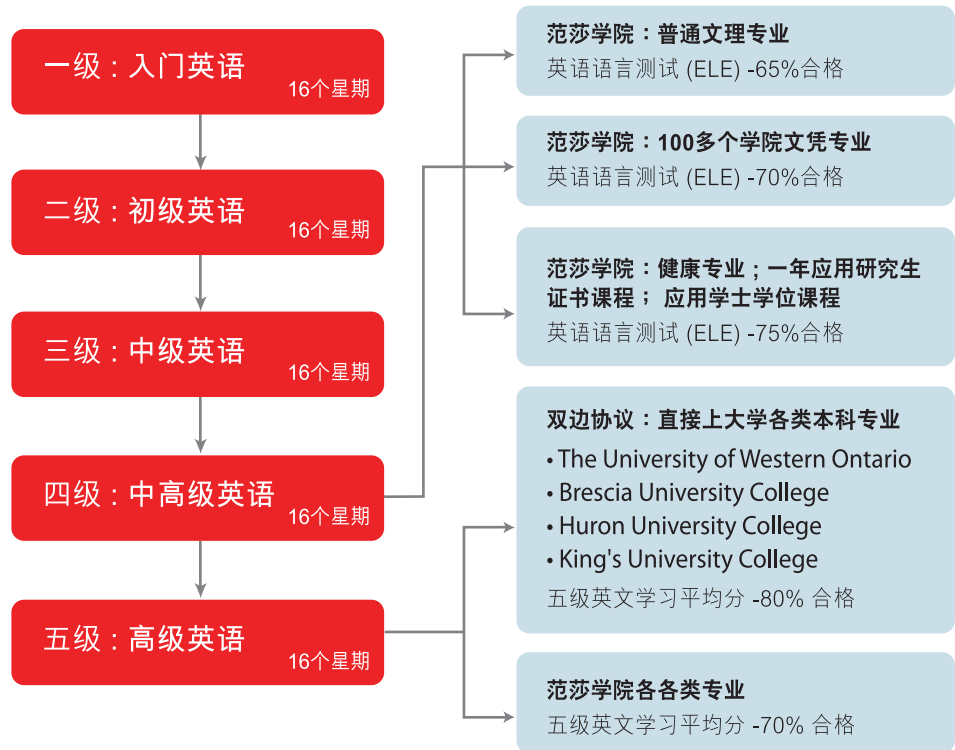 一级 : 入门英语
16个星期
二级 : 初级英语
16个星期
三级 : 中级英语
16个星期
四级 : 中高级英语
16个星期
五级 : 高级英语
16个星期
范莎学院：普通文理专业
英语语言测试 (ELE) -65%合格
范莎学院：100多个学院文凭专业
英语语言测试 (ELE) -70%合格
范莎学院：健康专业；一年应用研究生
证书课程； 应用学士学位课程
英语语言测试 (ELE) -75%合格
双边协议：直接上大学各类本科专业
• The University of Western Ontario
• Brescia University College
• Huron University College
• King's University College
五级英文学习平均分 -80% 合格
范莎学院各各类专业
五级英文学习平均分 -70% 合格